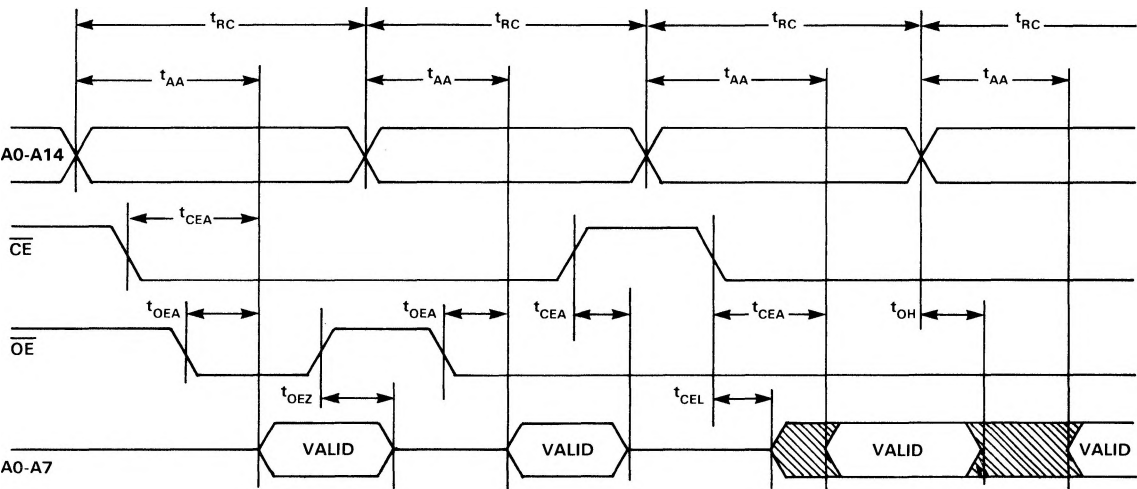 tRC tRC tRC tRC
tAA tAA tAA tAA
A0-A14
tCEA
CE
tOEA tOEA tCEA tCEA tOH
OE
tOEZ tCEL
VALID VALID VALID VALID
A0-A7